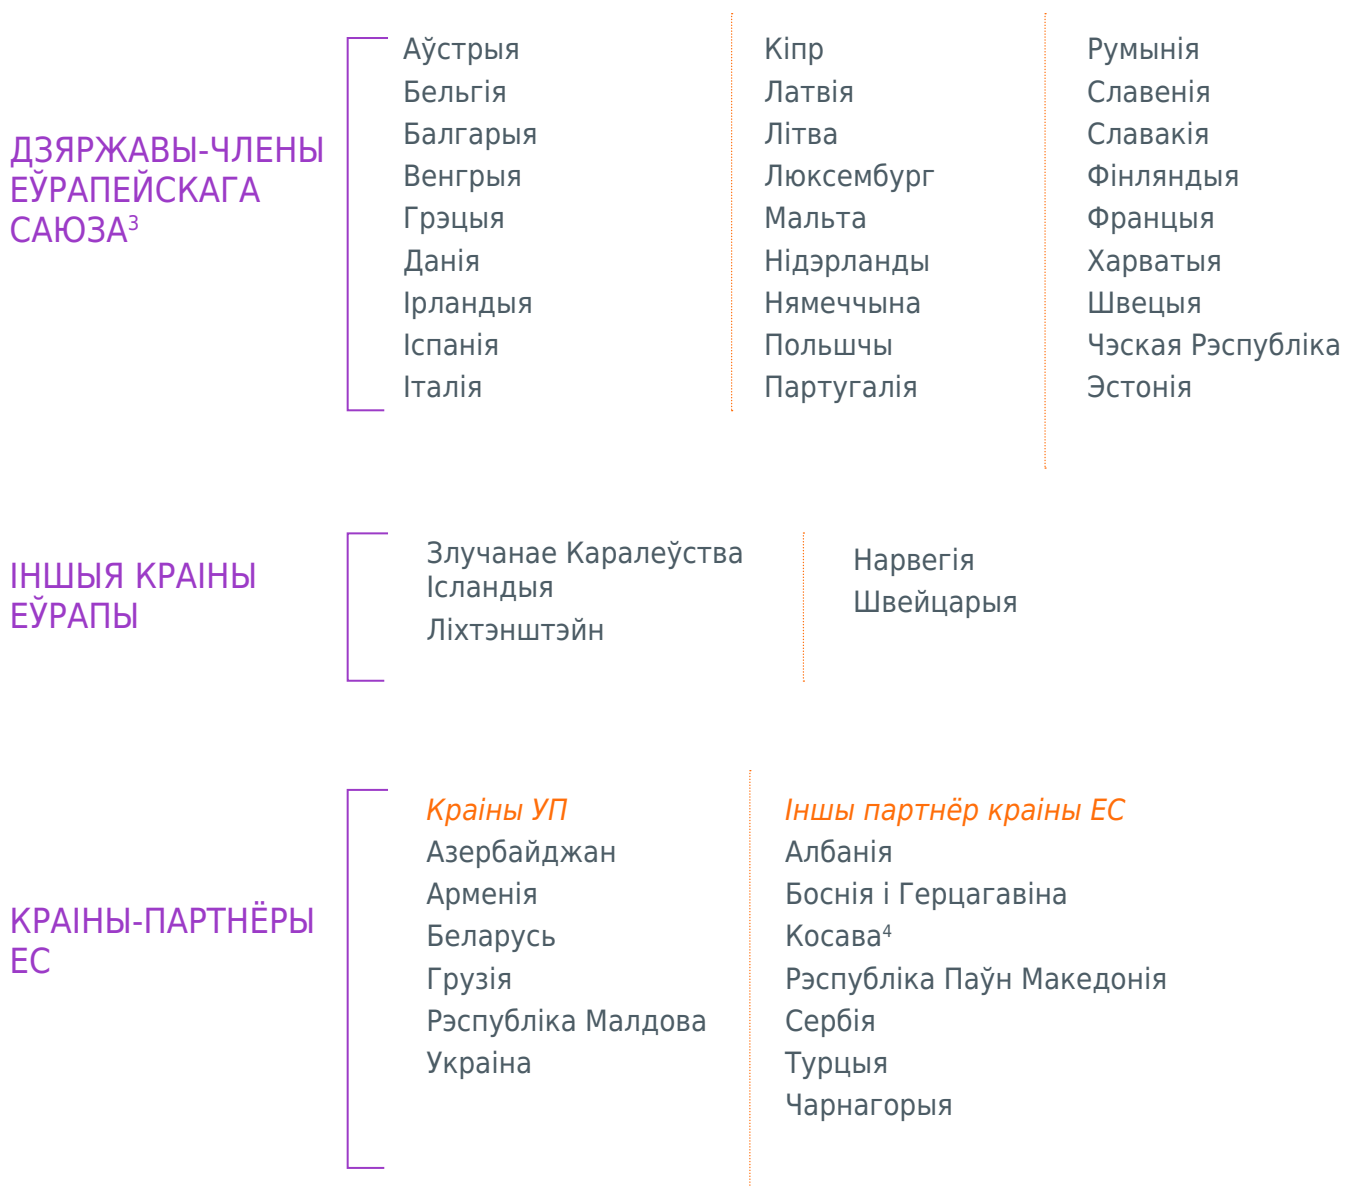 ДЗЯРЖАВЫ-ЧЛЕНЫ
ЕЎРАПЕЙСКАГА
САЮЗА³
Аўстрыя
Бельгія
Балгарыя
Венгрыя
Грэцыя
Данія
Ірландыя
Іспанія
Італія
Кіпр
Латвія
Літва
Люксембург
Мальта
Нідэрланды
Нямеччына
Польшчы
Партугалія
Румынія
Славенія
Славакія
Фінляндыя
Францыя
Харватыя
Швецыя
Чэская Рэспубліка
Эстонія
ІНШЫЯ КРАІНЫ
ЕЎРАПЫ
Злучанае Каралеўства
Ісландыя
Ліхтэнштэйн
Нарвегія
Швейцарыя
КРАІНЫ-ПАРТНЁРЫ
ЕС
Краіны УП
Азербайджан
Арменія
Беларусь
Грузія
Рэспубліка Малдова
Украіна
Іншы партнёр краіны ЕС
Албанія
Боснія і Герцагавіна
Косава⁴
Рэспубліка Паўн Македонія
Сербія
Турцыя
Чарнагорыя